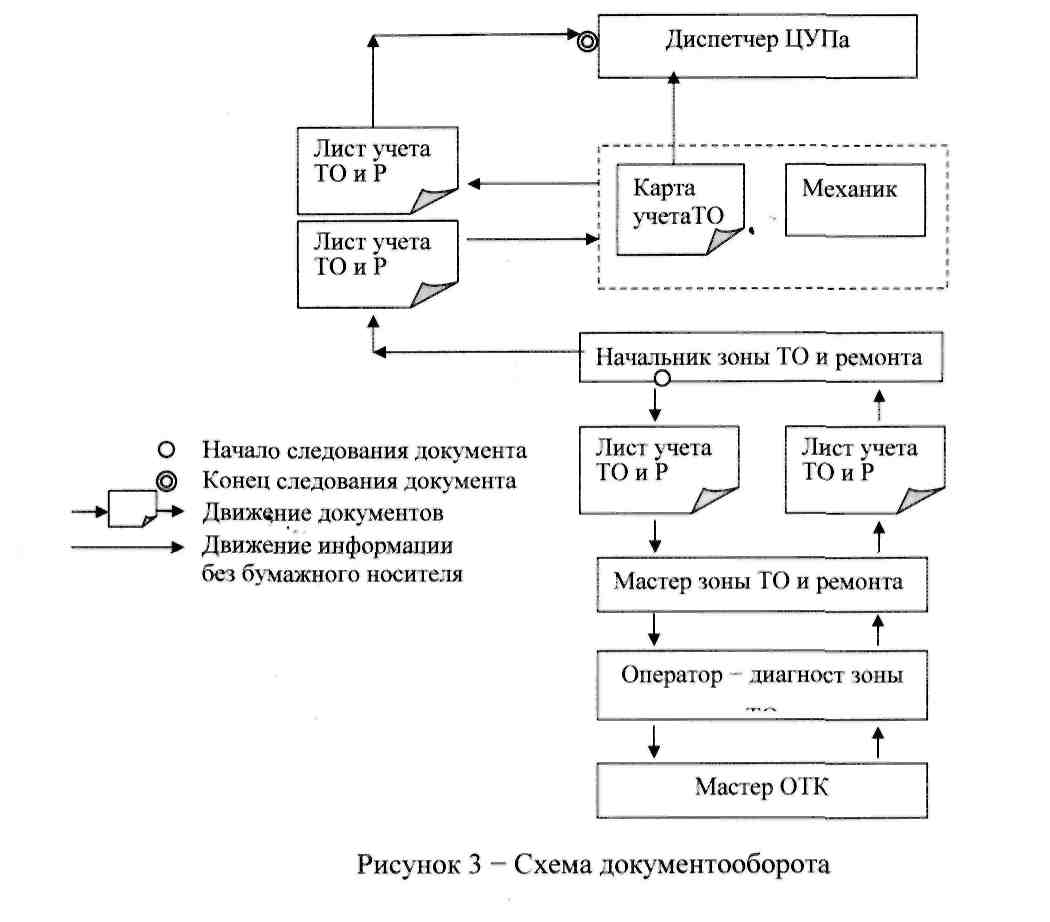 Диспетчер ЦУПа
Лист учета
ТО и Р
Карта
учетаТО
Механик
Лист учета
ТО и Р
Начальник зоны ТО и ремонта
Лист учета
ТО и Р
Лист учета
ТО и Р
Начало следования документа
Конец следования документа
Движение документов
Движение информации
без бумажного носителя
Мастер зоны ТО и ремонта
Оператор − диагност зоны
Мастер ОТК
Рисунок 3 − Схема документооборота